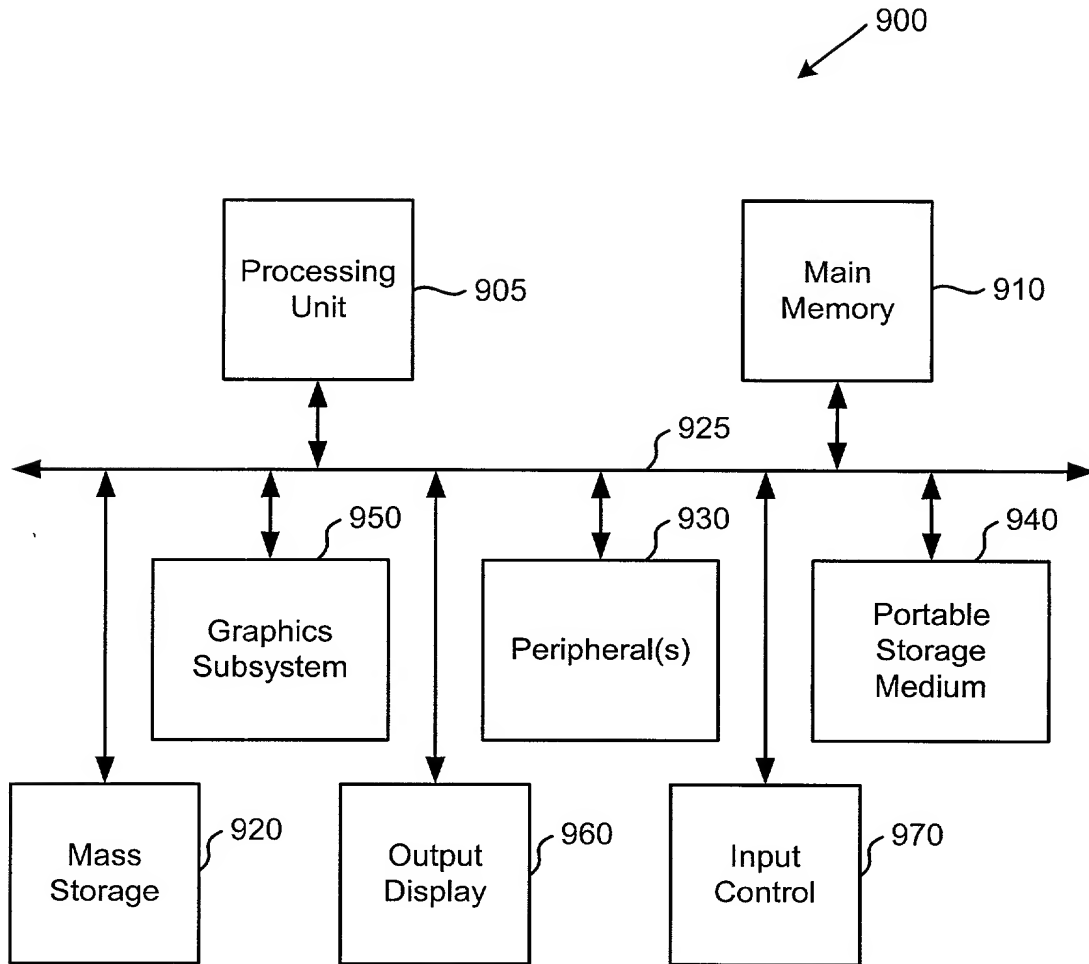 900
Processing
Unit
905
Main
Memory
910
925
950
930
940
Graphics
Subsystem
Peripheral(s)
Portable
Storage
Medium
Mass
Storage
920
Output
Display
960
Input
Control
970